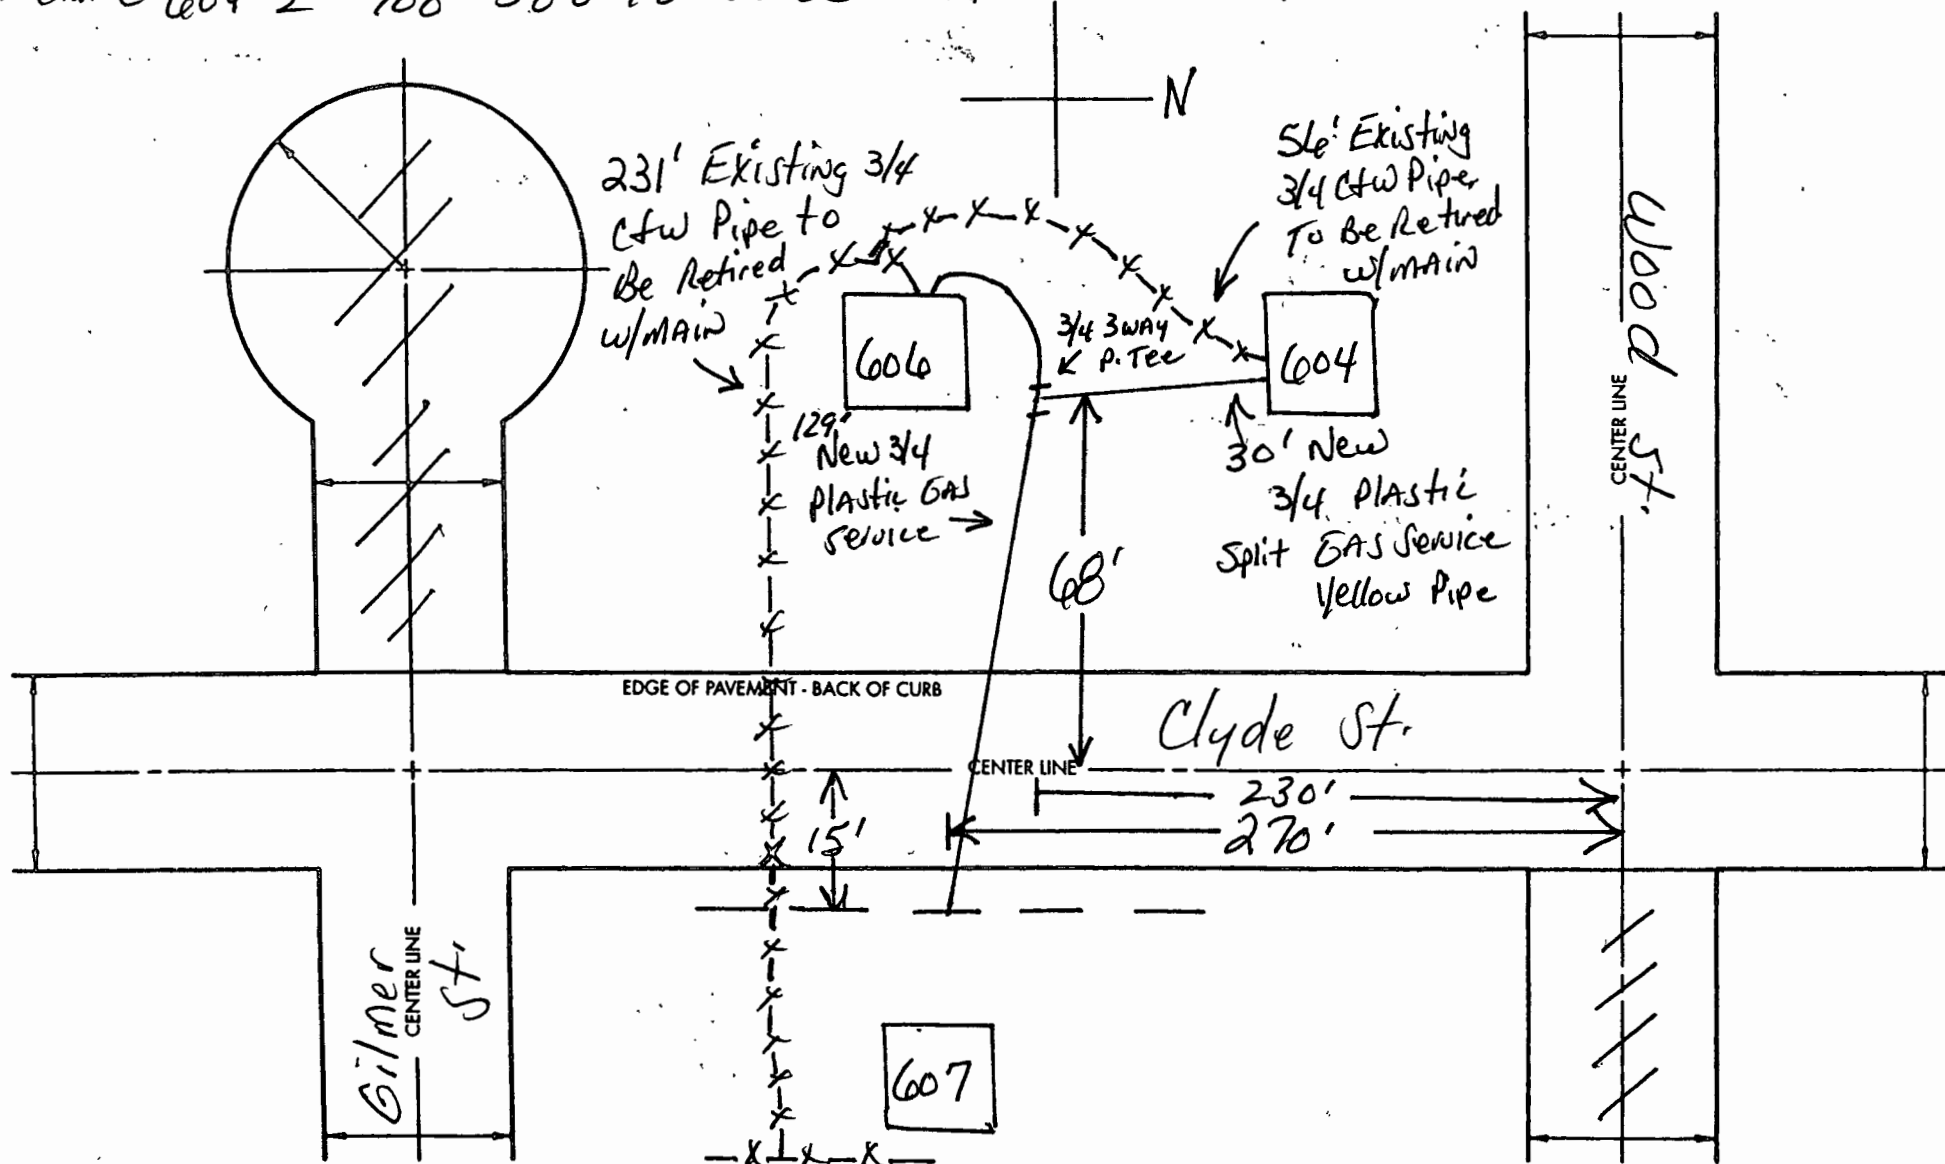 N
231' Existing 3/4
C&W Pipe to
Be Retired
w/MAIN
56' Existing
3/4 C&W Pipe
To Be Retired
w/MAIN
Wood St.
CENTER LINE
606
3/4 3WAY
P. Tee
604
129'
New 3/4
Plastic GAS
Service
30' New
3/4 Plastic
Split GAS Service
Yellow Pipe
68'
EDGE OF PAVEMENT - BACK OF CURB
Clyde St.
CENTER LINE
230'
15'
270'
Gilmer St.
CENTER LINE
607